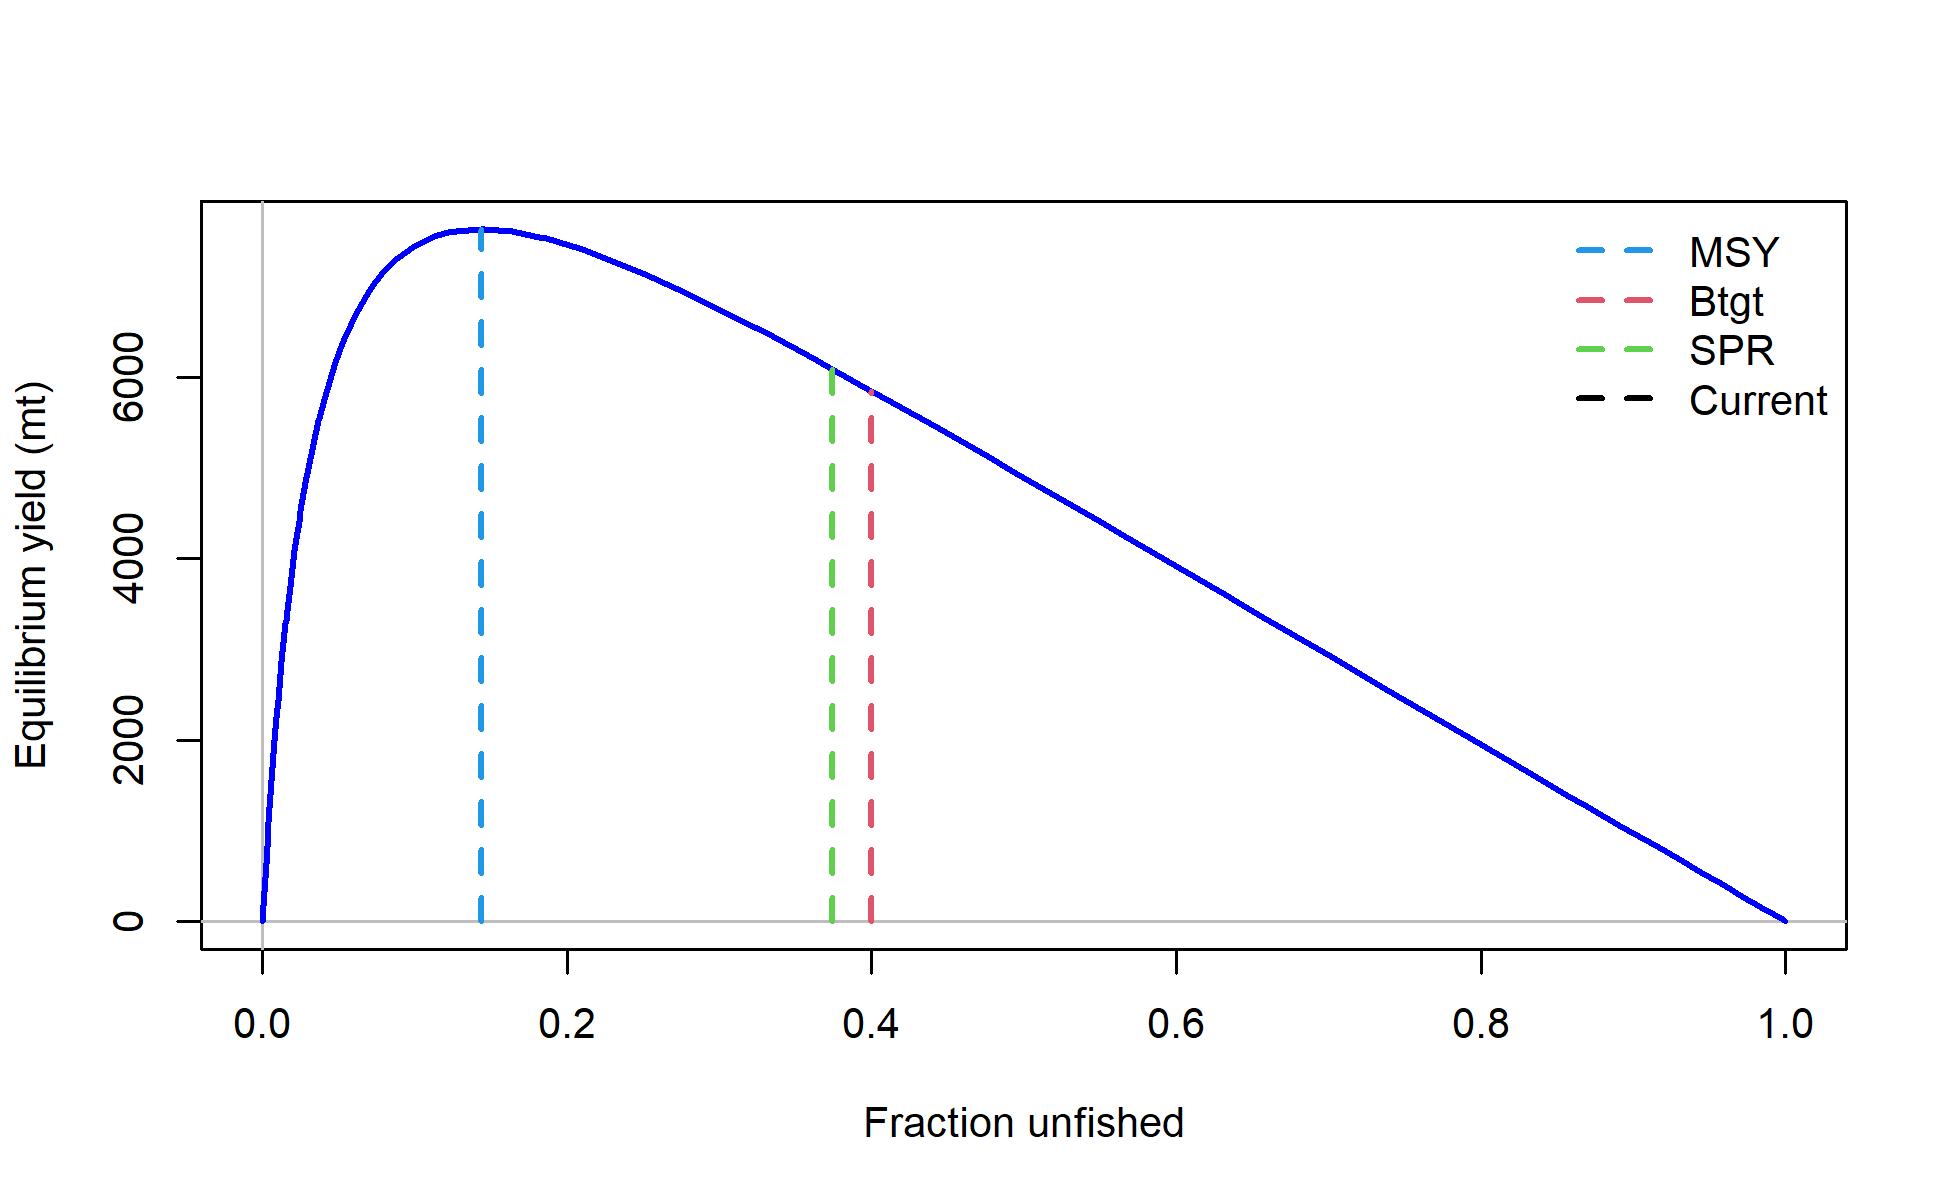 MSY
Btgt
SPR
Current
Equilibrium yield (mt)
6000
4000
2000
0
0.0 0.2 0.4 0.6 0.8 1.0
Fraction unfished